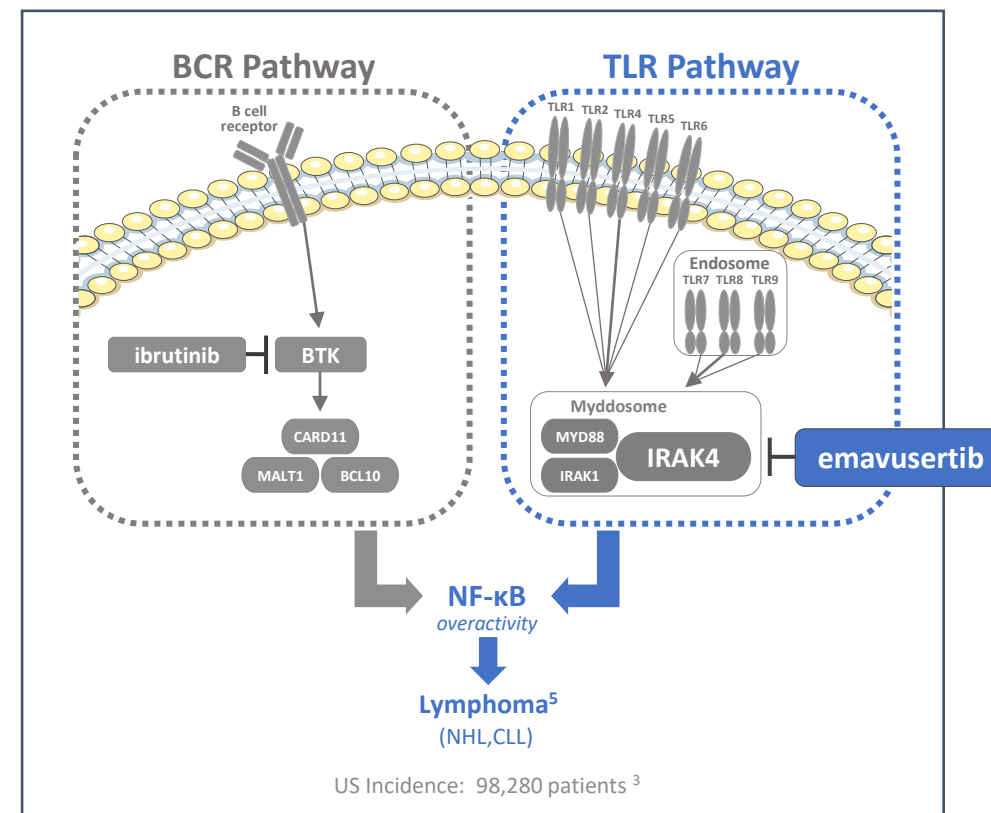 BCR Pathway
B cell
receptor
ibrutinib
BTK
CARD11
MALT1
BCL10
TLR Pathway
TLR1
TLR2
TLR4
TLR5
TLR6
Endosome
TLR7
TLR8
TLR9
Myddosome
MYD88
IRAK1
IRAK4
emavusertib
NF-κB
overactivity
Lymphoma⁵
(NHL,CLL)
US Incidence: 98,280 patients ³